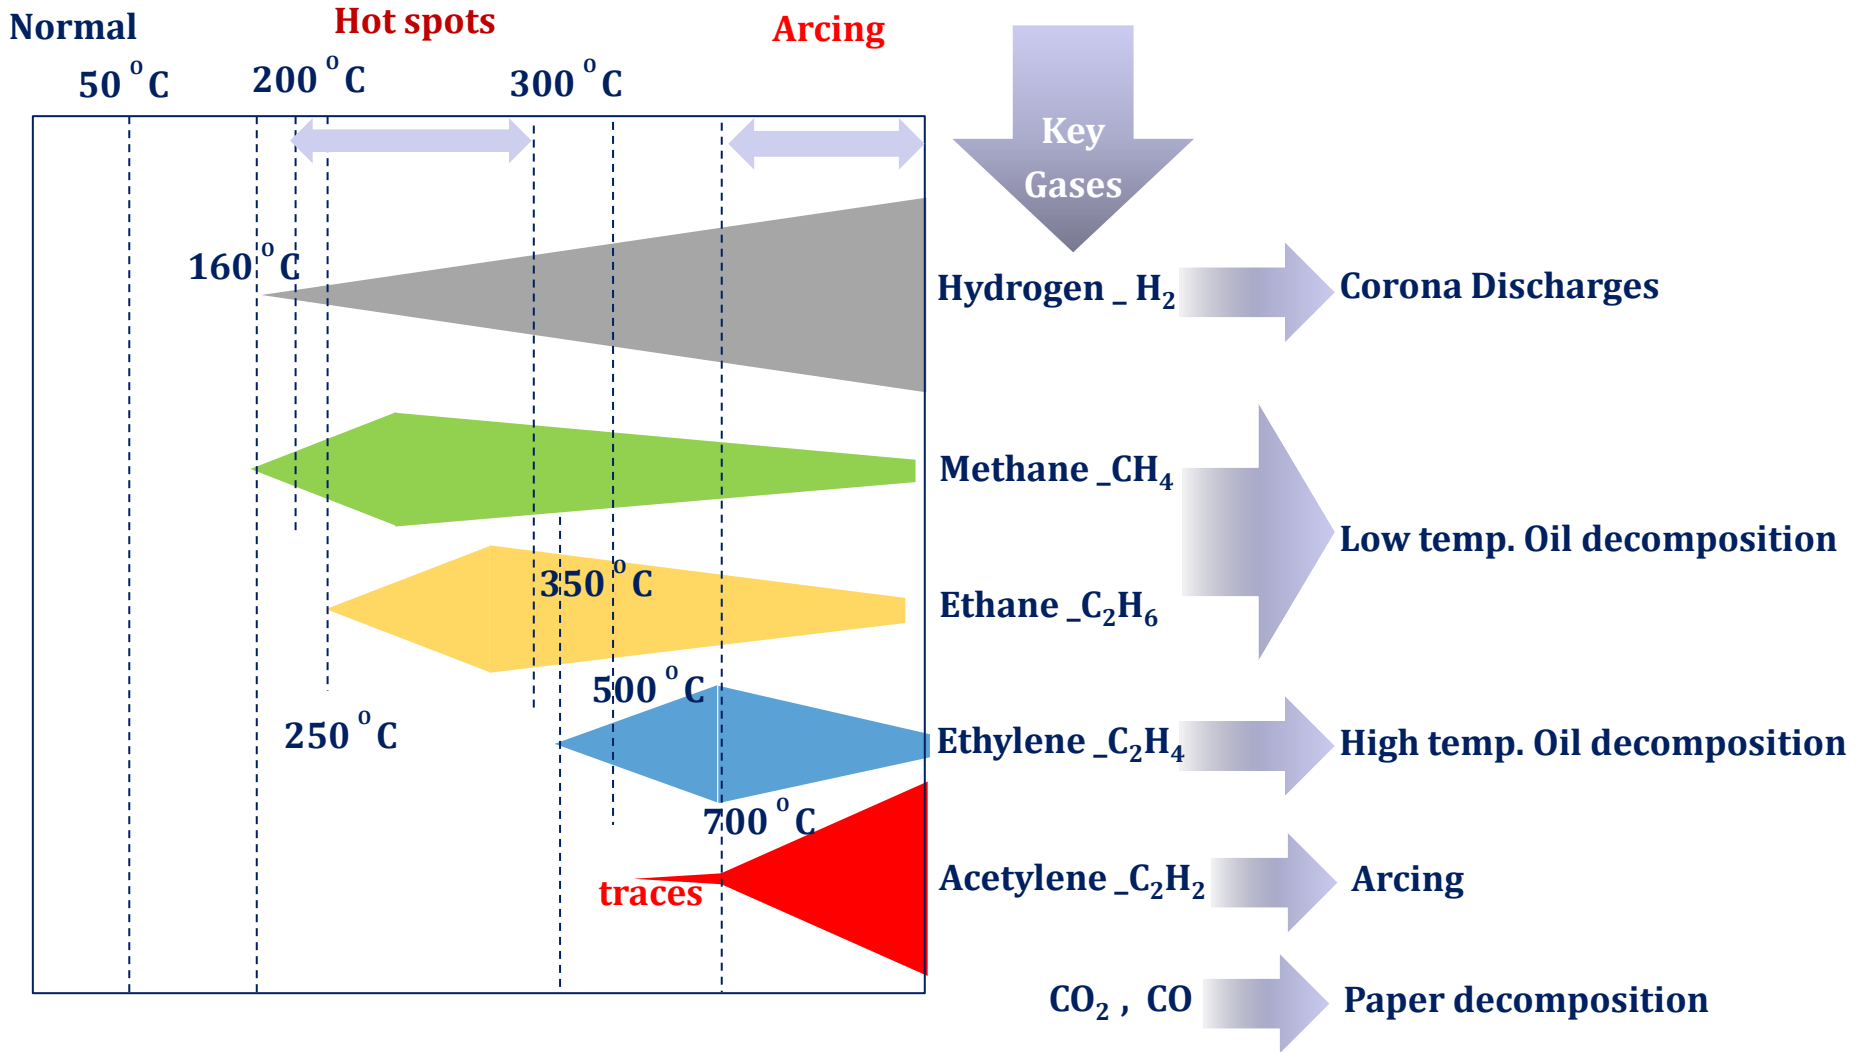 Normal
Hot spots
Arcing
50 °C
200 °C
300 °C
Key
Gases
160 °C
Hydrogen _ H₂
Corona Discharges
Methane _CH₄
Low temp. Oil decomposition
350 °C
Ethane _C₂H₆
500 °C
250 °C
Ethylene _C₂H₄
High temp. Oil decomposition
700 °C
traces
Acetylene _C₂H₂
Arcing
CO₂ , CO
Paper decomposition